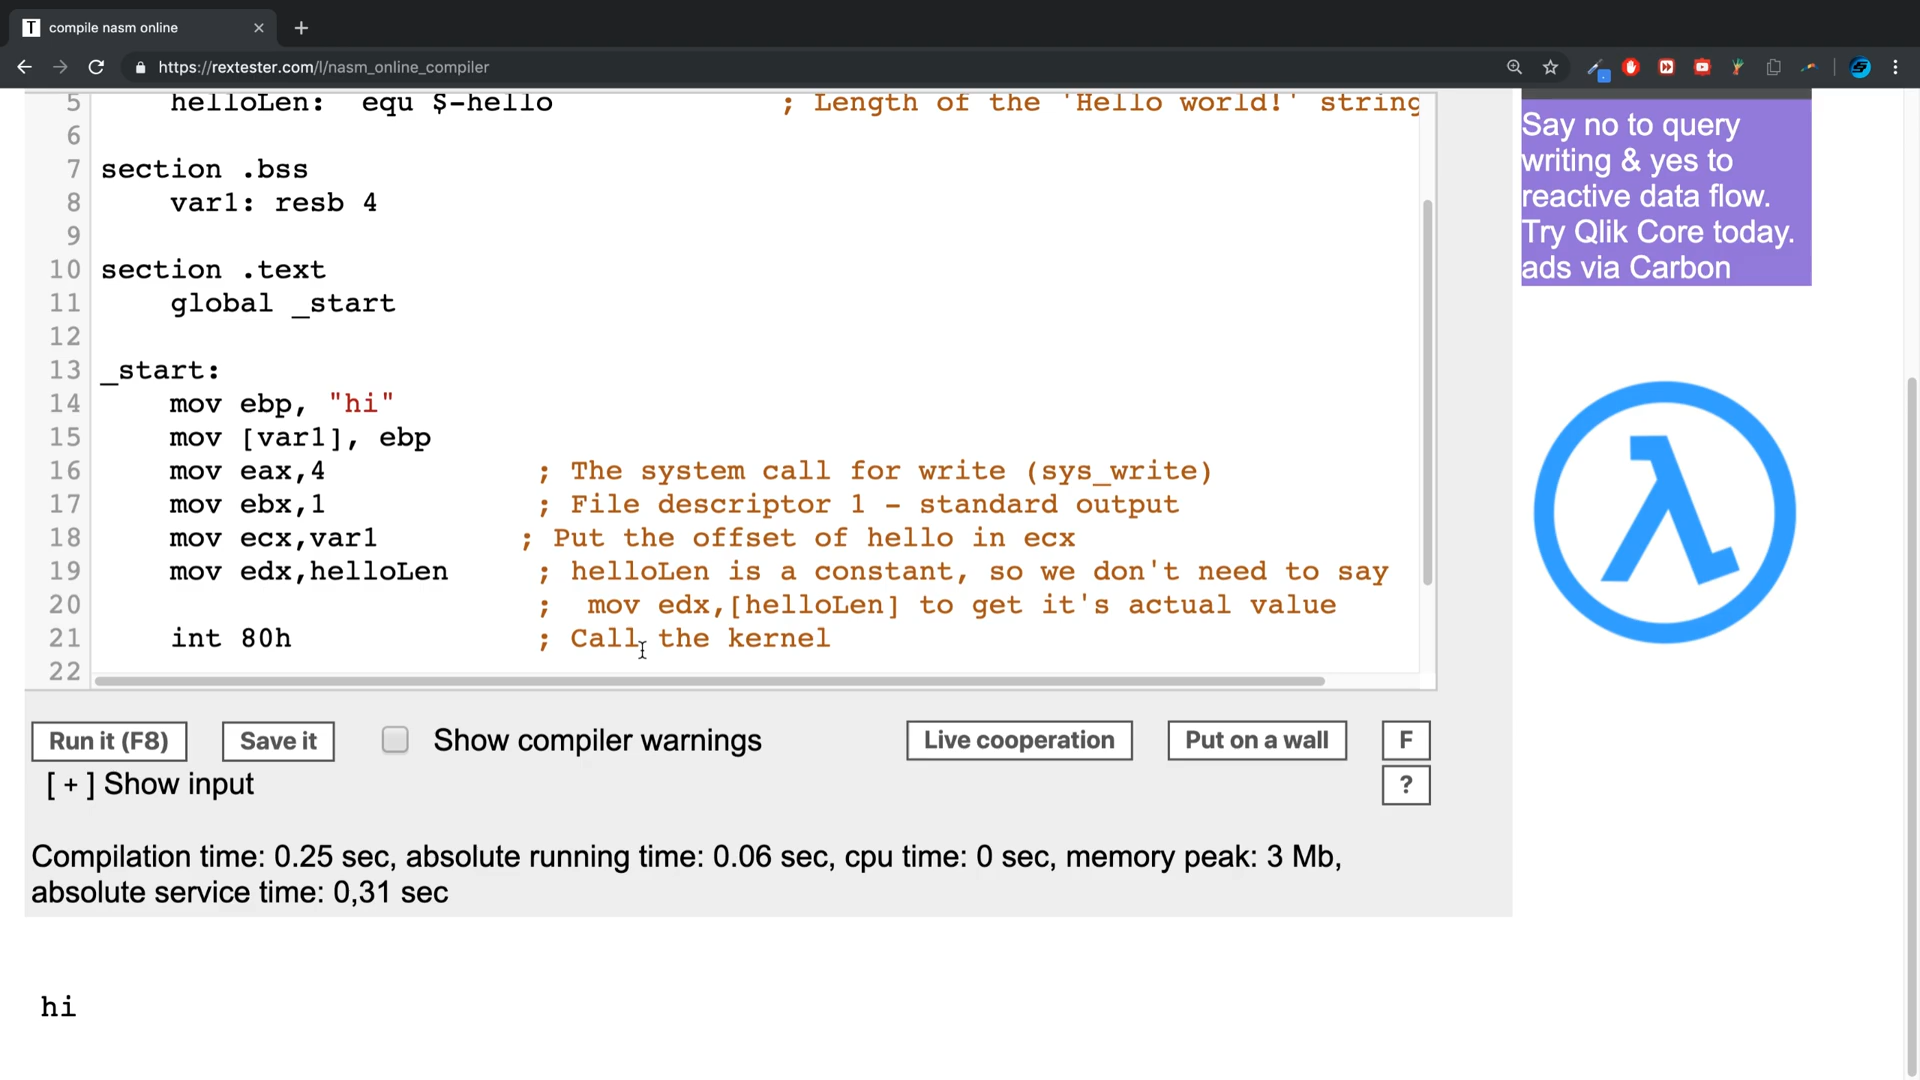 T compile nasm online
https://rextester.com/l/nasm_online_compiler
5 helloLen: equ $-hello ; Length of the 'Hello world!' string
6
7 section .bss
8 var1: resb 4
9
10 section .text
11 global _start
12
13 _start:
14 mov ebp, "hi"
15 mov [var1], ebp
16 mov eax,4 ; The system call for write (sys_write)
17 mov ebx,1 ; File descriptor 1 - standard output
18 mov ecx,var1 ; Put the offset of hello in ecx
19 mov edx,helloLen ; helloLen is a constant, so we don't need to say
20 ; mov edx,[helloLen] to get it's actual value
21 int 80h ; Call the kernel
22
Say no to query
writing & yes to
reactive data flow.
Try Qlik Core today.
ads via Carbon
λ
Run it (F8) Save it Show compiler warnings Live cooperation Put on a wall F
[ + ] Show input ?
Compilation time: 0.25 sec, absolute running time: 0.06 sec, cpu time: 0 sec, memory peak: 3 Mb,
absolute service time: 0,31 sec
hi